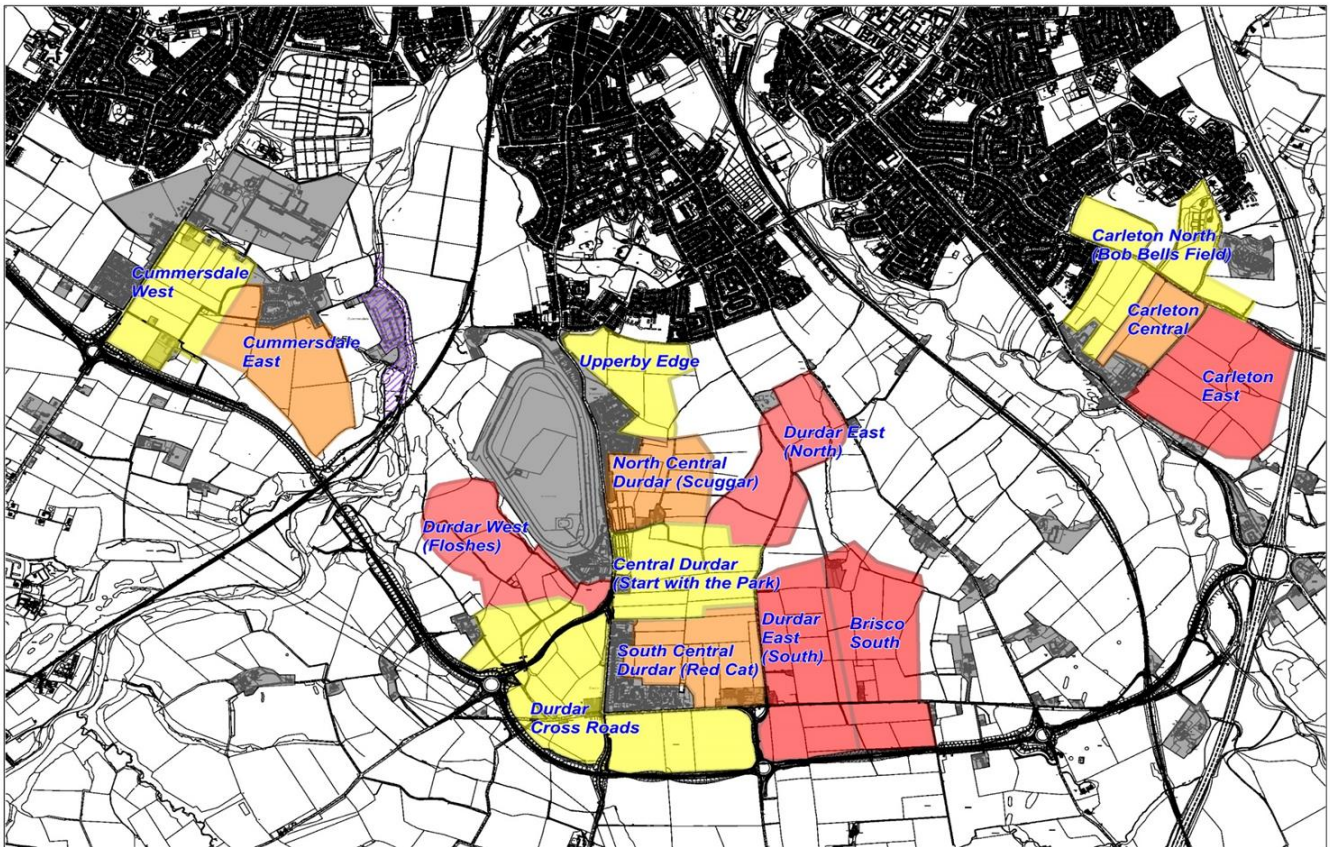 Carleton North
(Bob Bells Field)
Cummersdale
West
Carleton
Central
Cummersdale
East
Upperby Edge
Carleton
East
Durdar East
(North)
North Central
Durdar (Scuggar)
Durdar West
(Floshes)
Central Durdar
(Start with the Park)
Durdar
East
(South)
Brisco
South
South Central
Durdar (Red Cat)
Durdar
Cross Roads